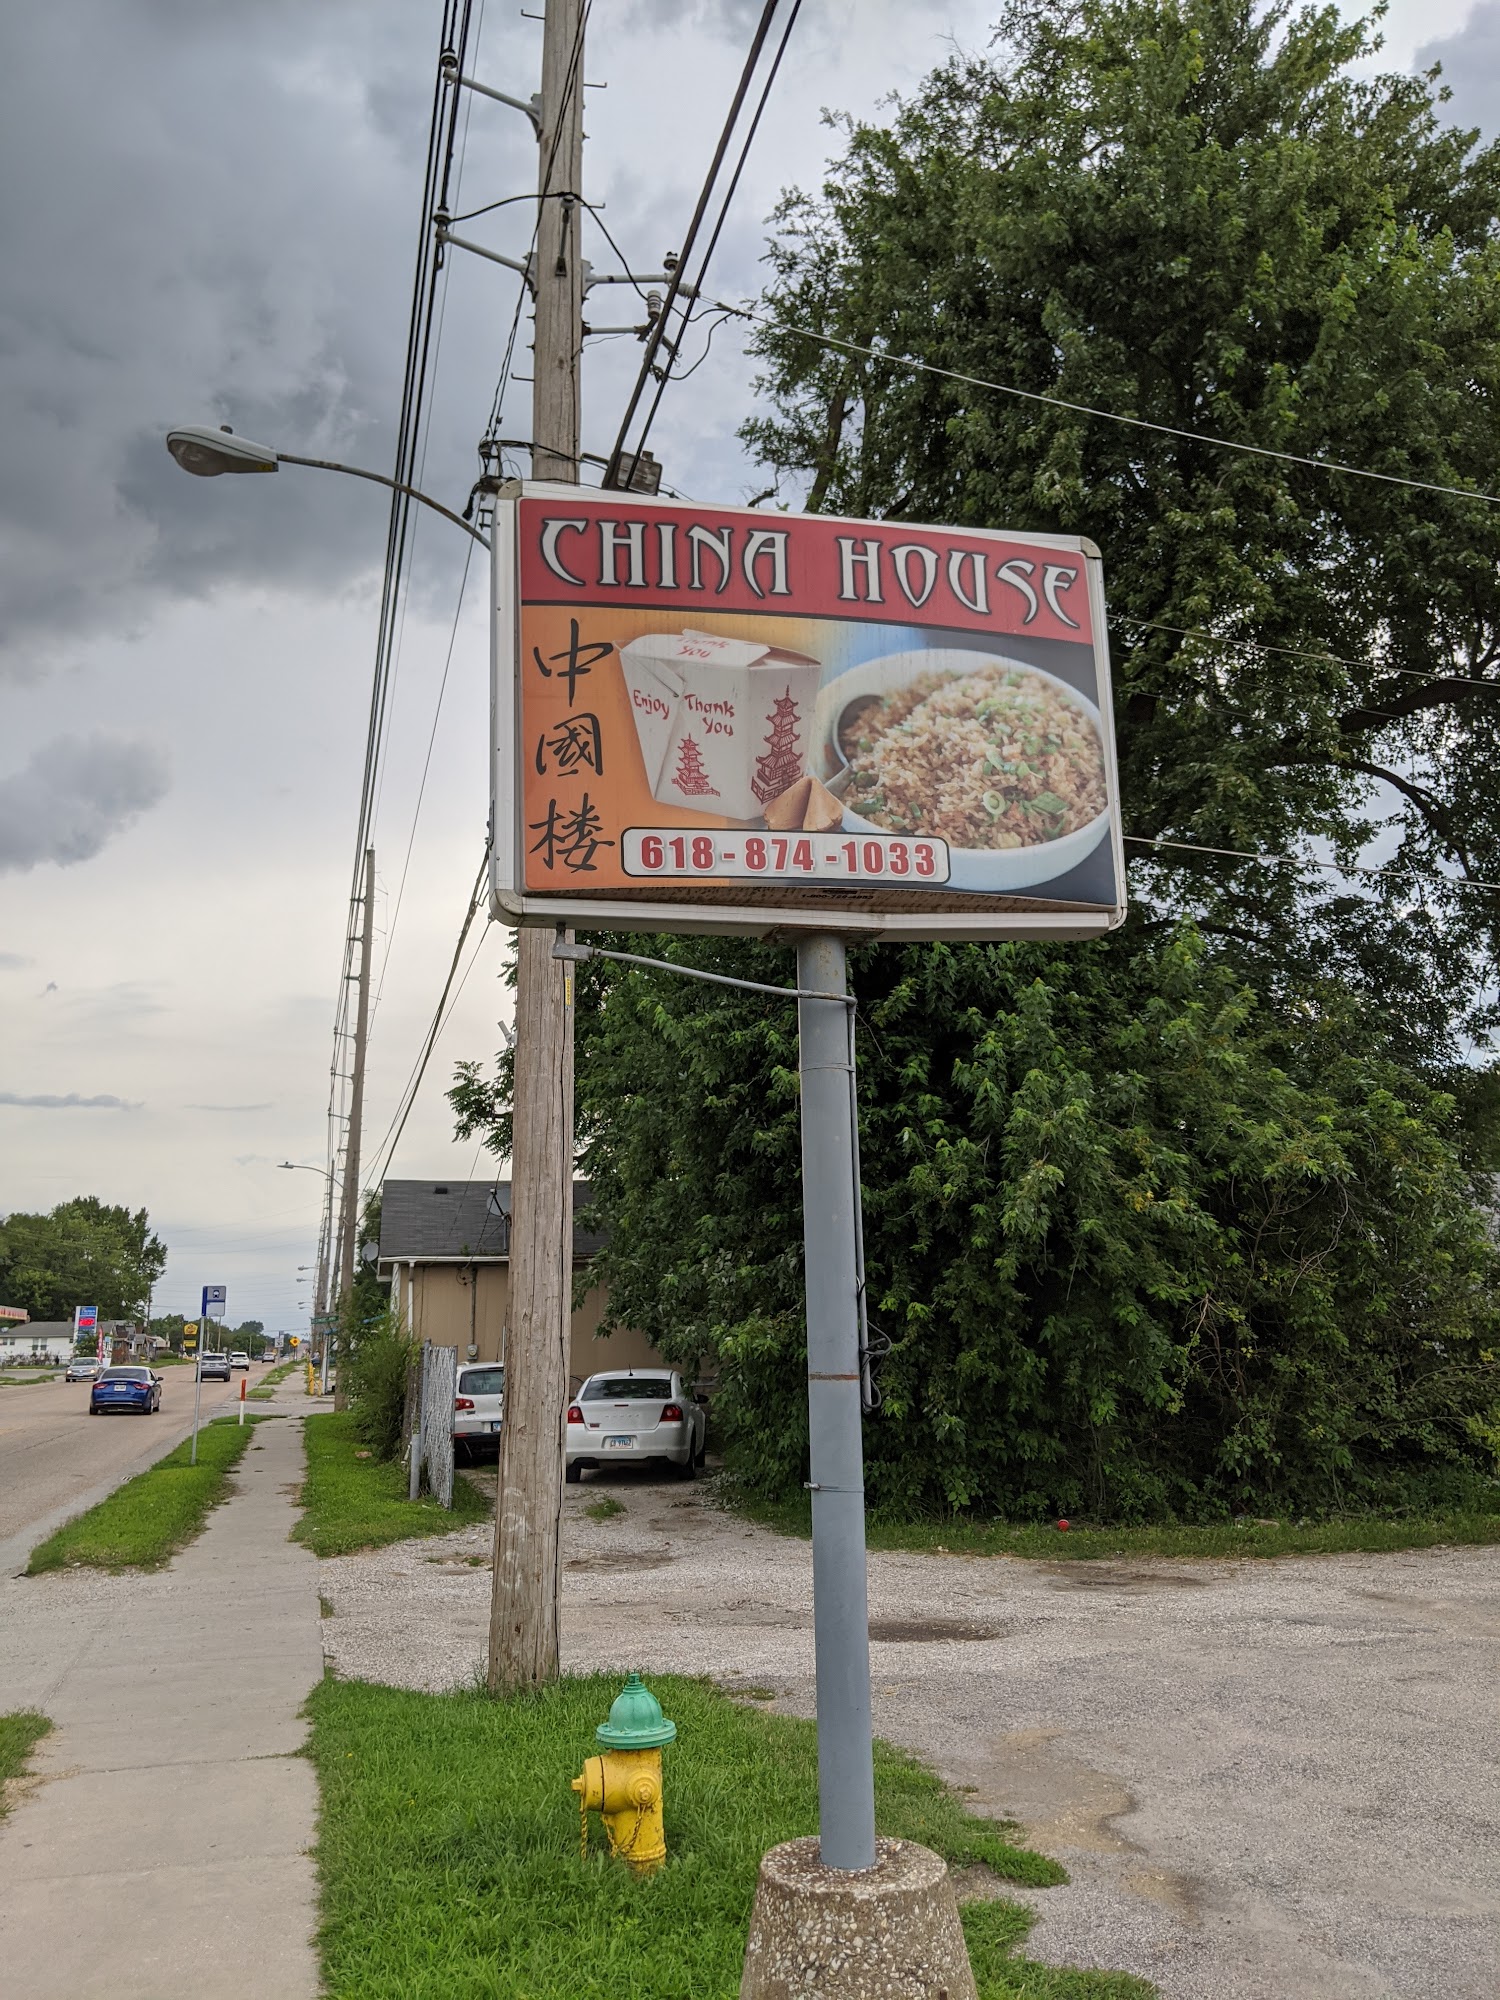 CHINA HOUSE
中
國
楼
Thank
You
Enjoy
Thank
You
618-874-1033